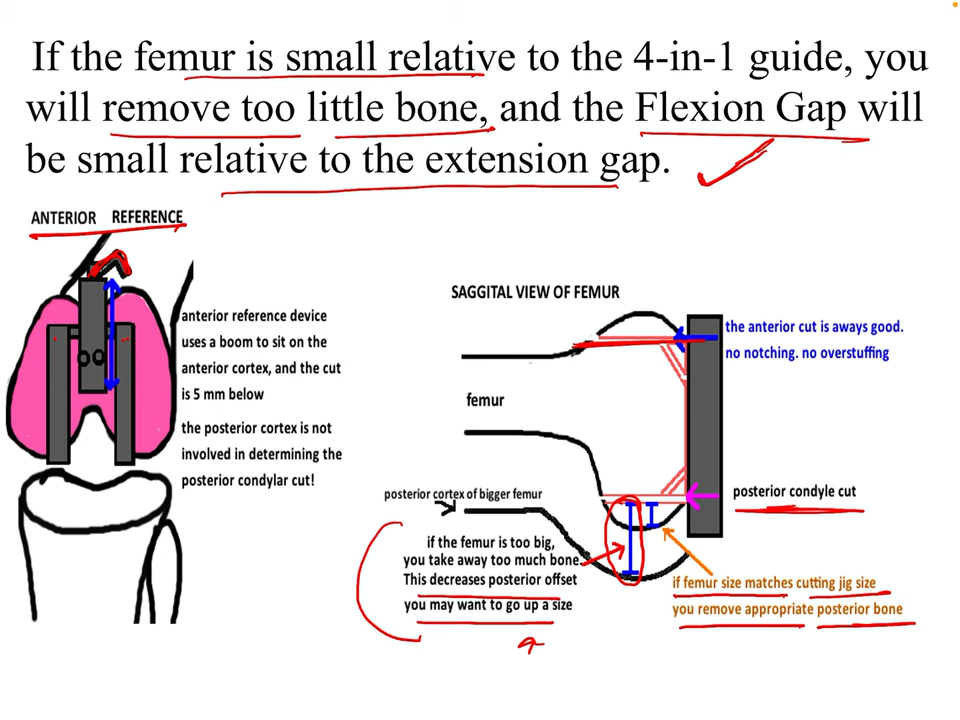 If the femur is small relative to the 4-in-1 guide, you
will remove too little bone, and the Flexion Gap will
be small relative to the extension gap.
ANTERIOR REFERENCE
anterior reference device
uses a boom to sit on the
anterior cortex, and the cut
is 5 mm below
the posterior cortex is not
involved in determining the
posterior condylar cut!
SAGGITAL VIEW OF FEMUR
the anterior cut is aways good.
no notching. no overstuffing
femur
posterior cortex of bigger femur
posterior condyle cut
if the femur is too big,
you take away too much bone.
This decreases posterior offset
you may want to go up a size
if femur size matches cutting jig size
you remove appropriate posterior bone